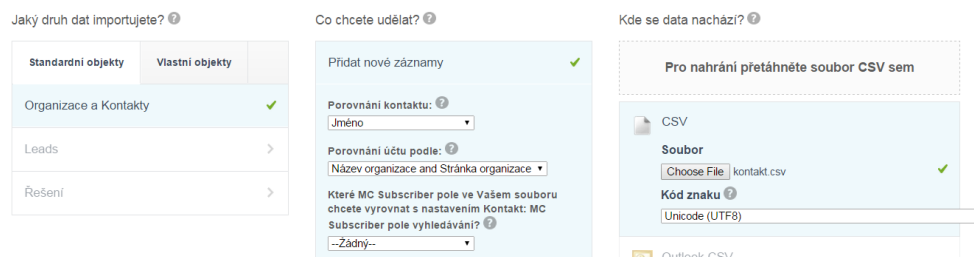 Jaký druh dat importujete? ?
Standardní objekty
Vlastní objekty
Organizace a Kontakty
Leads
Řešení
Co chcete udělat? ?
Přidat nové záznamy
Porovnání kontaktu: ?
Jméno
Porovnání účtu podle: ?
Název organizace and Stránka organizace
Které MC Subscriber pole ve Vašem souboru
chcete vyrovnat s nastavením Kontakt: MC
Subscriber pole vyhledávání? ?
--Žádný--
Kde se data nachází? ?
Pro nahrání přetáhněte soubor CSV sem
CSV
Soubor
Choose File kontakt.csv
Kód znaku ?
Unicode (UTF8)
Outlook CSV